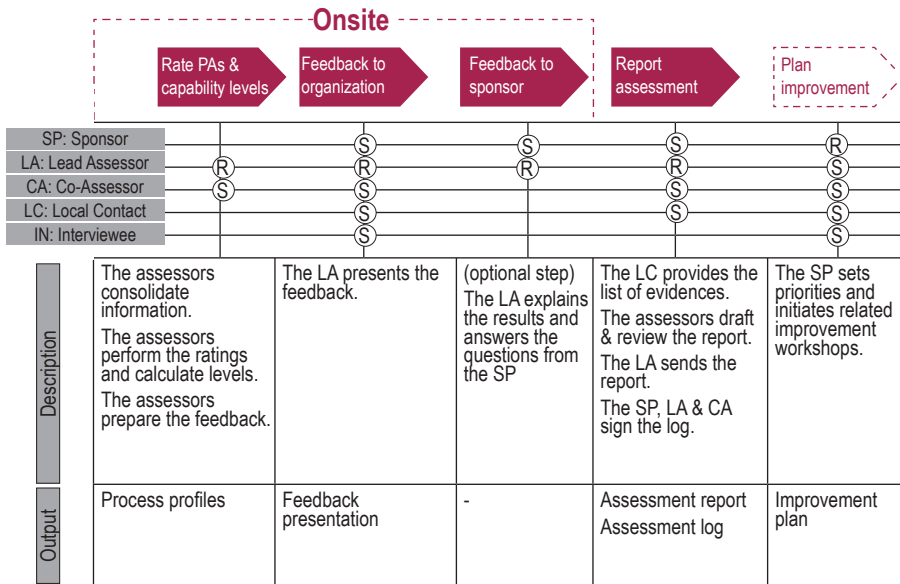 Onsite
Rate PAs &
capability levels
Feedback to
organization
Feedback to
sponsor
Report
assessment
Plan
improvement
SP: Sponsor
S
S
S
R
LA: Lead Assessor
R
R
R
R
S
CA: Co-Assessor
S
S
S
S
LC: Local Contact
S
S
S
IN: Interviewee
S
S
Description
The assessors
consolidate
information.
The assessors
perform the ratings
and calculate levels.
The assessors
prepare the feedback.
The LA presents the
feedback.
(optional step)
The LA explains
the results and
answers the
questions from
the SP
The LC provides the
list of evidences.
The assessors draft
& review the report.
The LA sends the
report.
The SP, LA & CA
sign the log.
The SP sets
priorities and
initiates related
improvement
workshops.
Output
Process profiles
Feedback
presentation
-
Assessment report
Assessment log
Improvement
plan